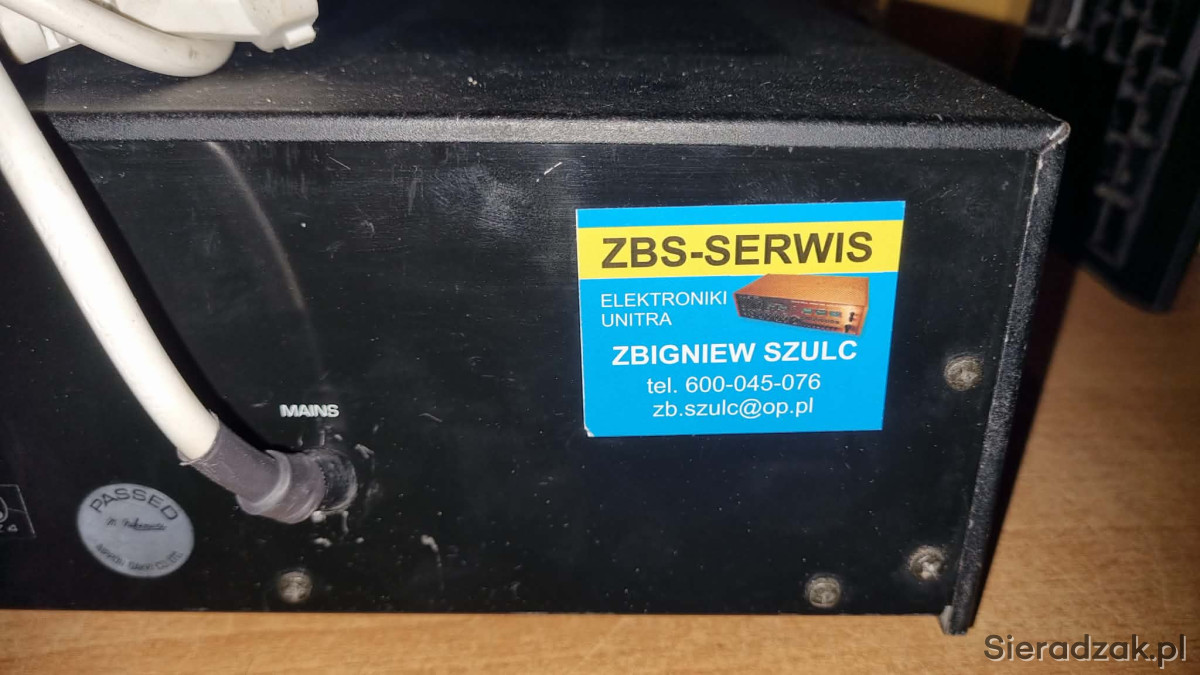 ZBS-SERWIS
ELEKTRONIKI
UNITRA
ZBIGNIEW SZULC
tel. 600-045-076
zb.szulc@op.pl
MAINS
PASSED
Sieradzak.pl